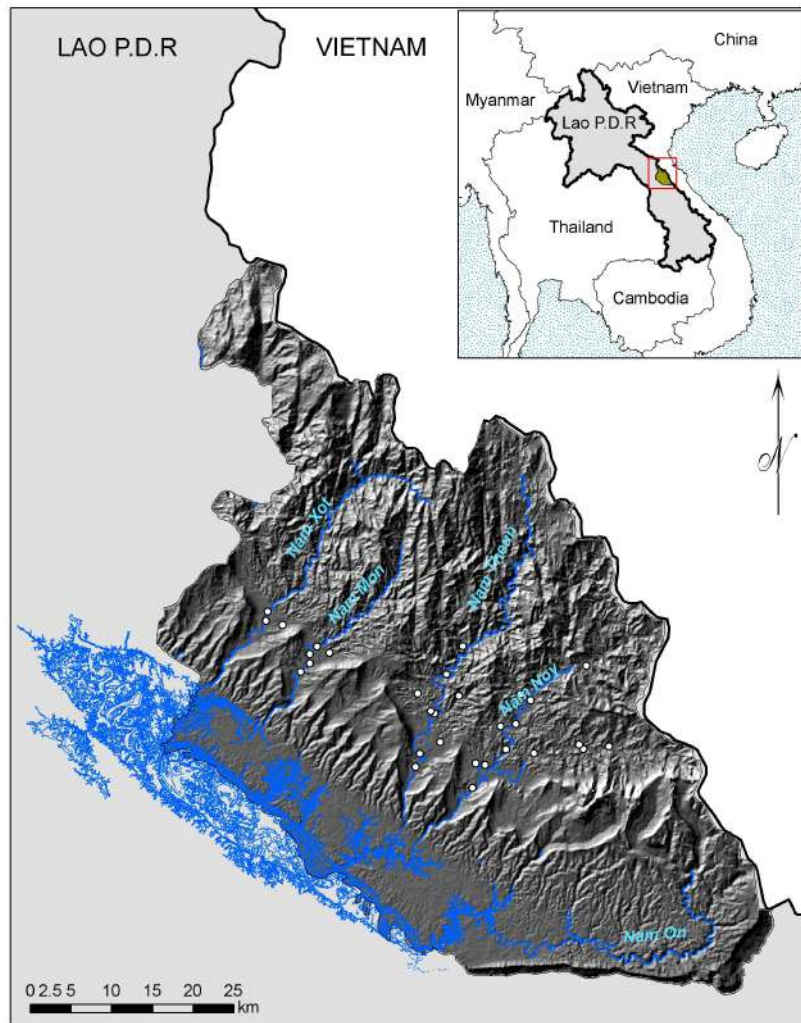 LAO P.D.R
VIETNAM
China
Myanmar
Vietnam
Lao P.D.R
Thailand
Cambodia
N
Nam Xot
Nam Mon
Nam Theun
Nam Noy
Nam On
0 2.5 5 10 15 20 25
km